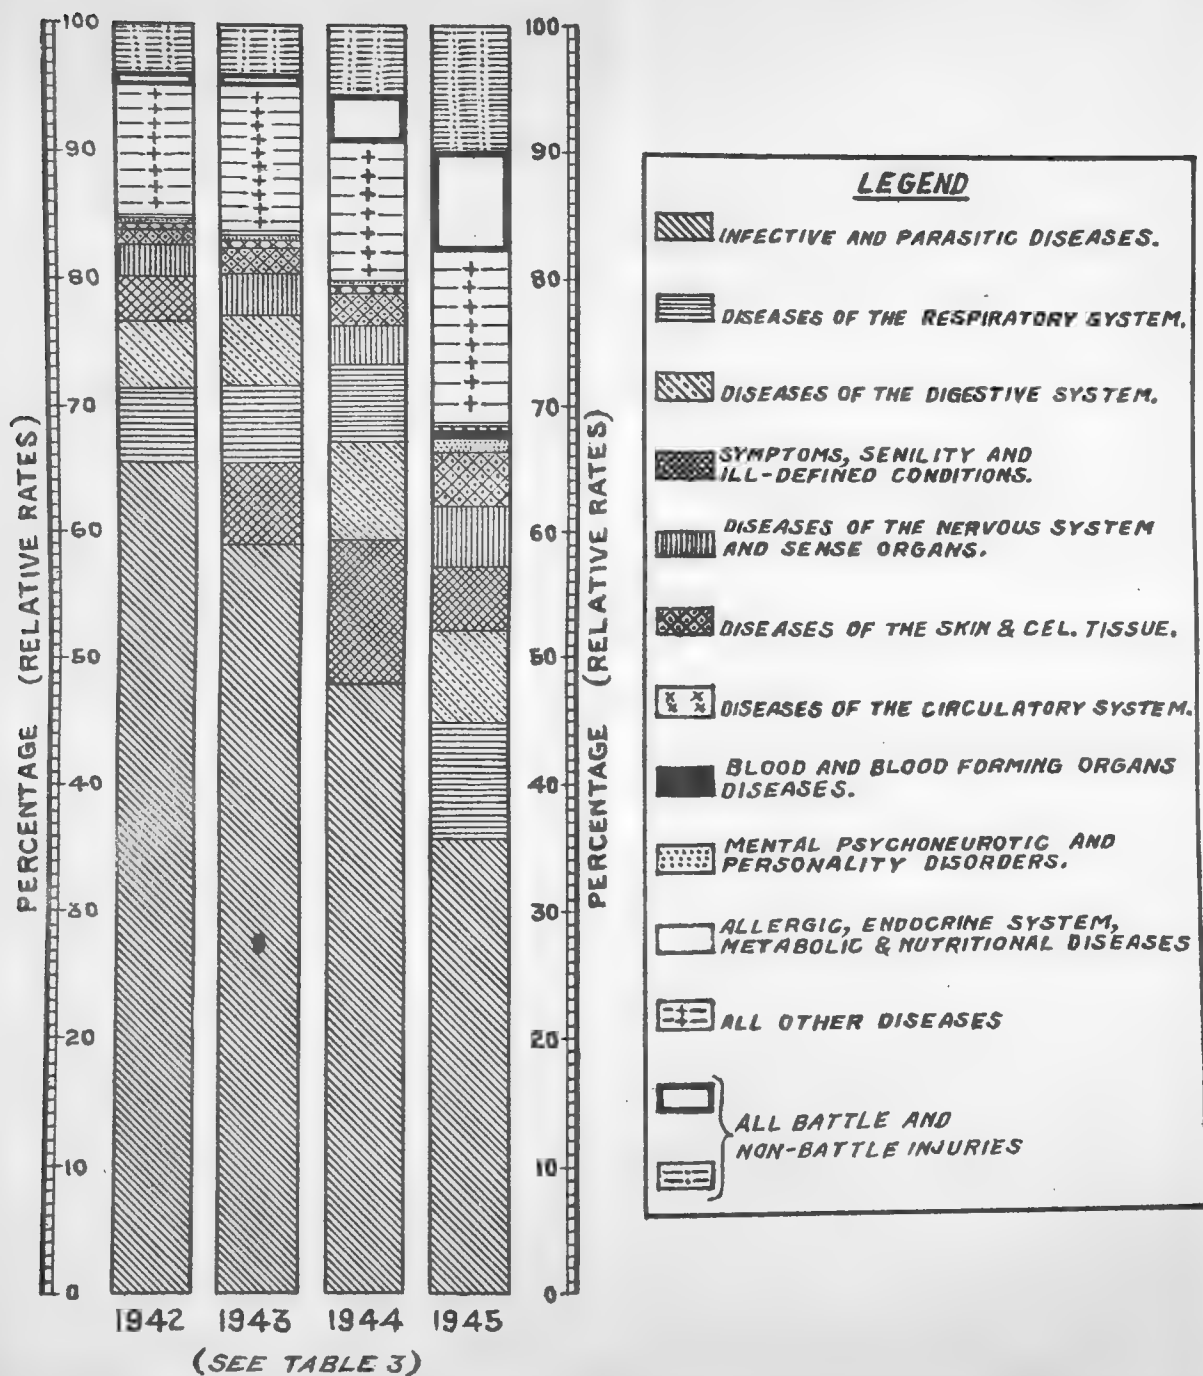 100
90
80
70
60
50
40
30
20
10
0
PERCENTAGE (RELATIVE RATES)
1942 1943 1944 1945
(SEE TABLE 3)
100
90
80
70
60
50
40
30
20
10
0
PERCENTAGE (RELATIVE RATES)
LEGEND
INFECTIVE AND PARASITIC DISEASES.
DISEASES OF THE RESPIRATORY SYSTEM.
DISEASES OF THE DIGESTIVE SYSTEM.
SYMPTOMS, SENILITY AND
ILL-DEFINED CONDITIONS.
DISEASES OF THE NERVOUS SYSTEM
AND SENSE ORGANS.
DISEASES OF THE SKIN & CEL. TISSUE.
DISEASES OF THE CIRCULATORY SYSTEM.
BLOOD AND BLOOD FORMING ORGANS
DISEASES.
MENTAL PSYCHONEUROTIC AND
PERSONALITY DISORDERS.
ALLERGIC, ENDOCRINE SYSTEM,
METABOLIC & NUTRITIONAL DISEASES
ALL OTHER DISEASES
ALL BATTLE AND
NON-BATTLE INJURIES